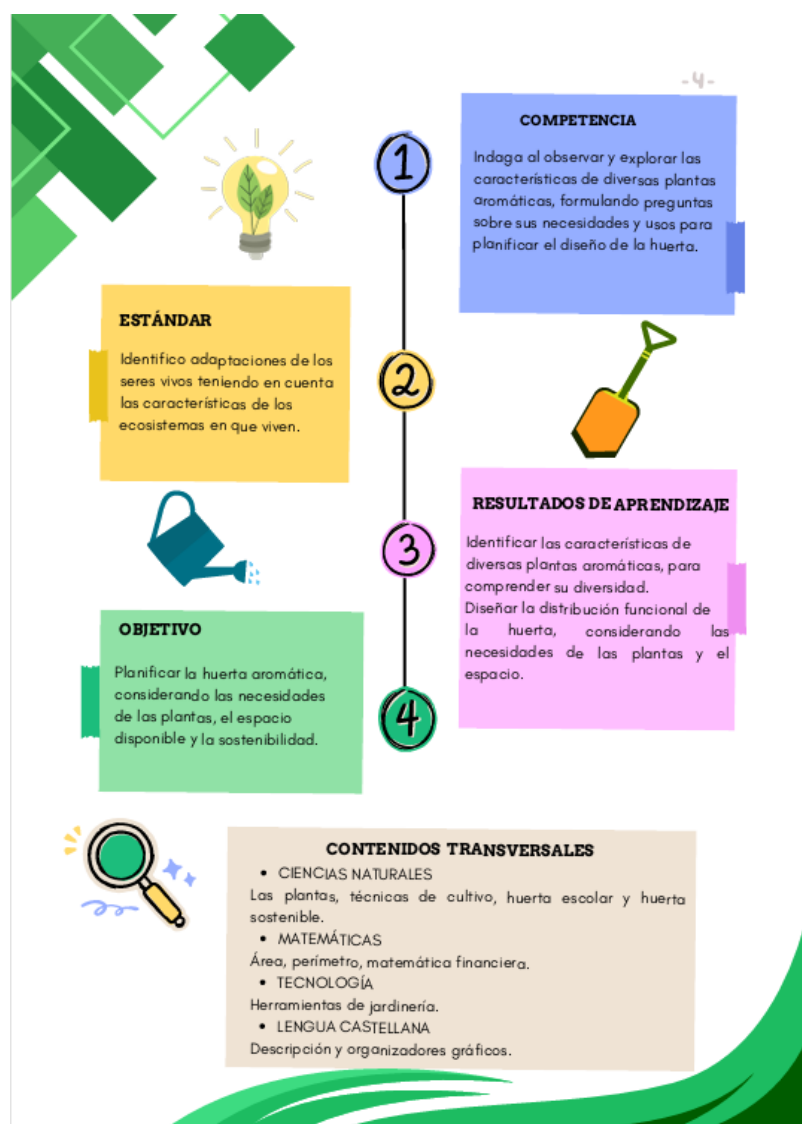 -4-
1
COMPETENCIA
Indaga al observar y explorar las
características de diversas plantas
aromáticas, formulando preguntas
sobre sus necesidades y usos para
planificar el diseño de la huerta.
ESTÁNDAR
Identifico adaptaciones de los
seres vivos teniendo en cuenta
las características de los
ecosistemas en que viven.
2
3
RESULTADOS DE APRENDIZAJE
Identificar las características de
diversas plantas aromáticas, para
comprender su diversidad.
Diseñar la distribución funcional de
la huerta, considerando las
necesidades de las plantas y el
espacio.
OBJETIVO
Planificar la huerta aromática,
considerando las necesidades
de las plantas, el espacio
disponible y la sostenibilidad.
4
CONTENIDOS TRANSVERSALES
• CIENCIAS NATURALES
Las plantas, técnicas de cultivo, huerta escolar y huerta
sostenible.
• MATEMÁTICAS
Área, perímetro, matemática financiera.
• TECNOLOGÍA
Herramientas de jardinería.
• LENGUA CASTELLANA
Descripción y organizadores gráficos.